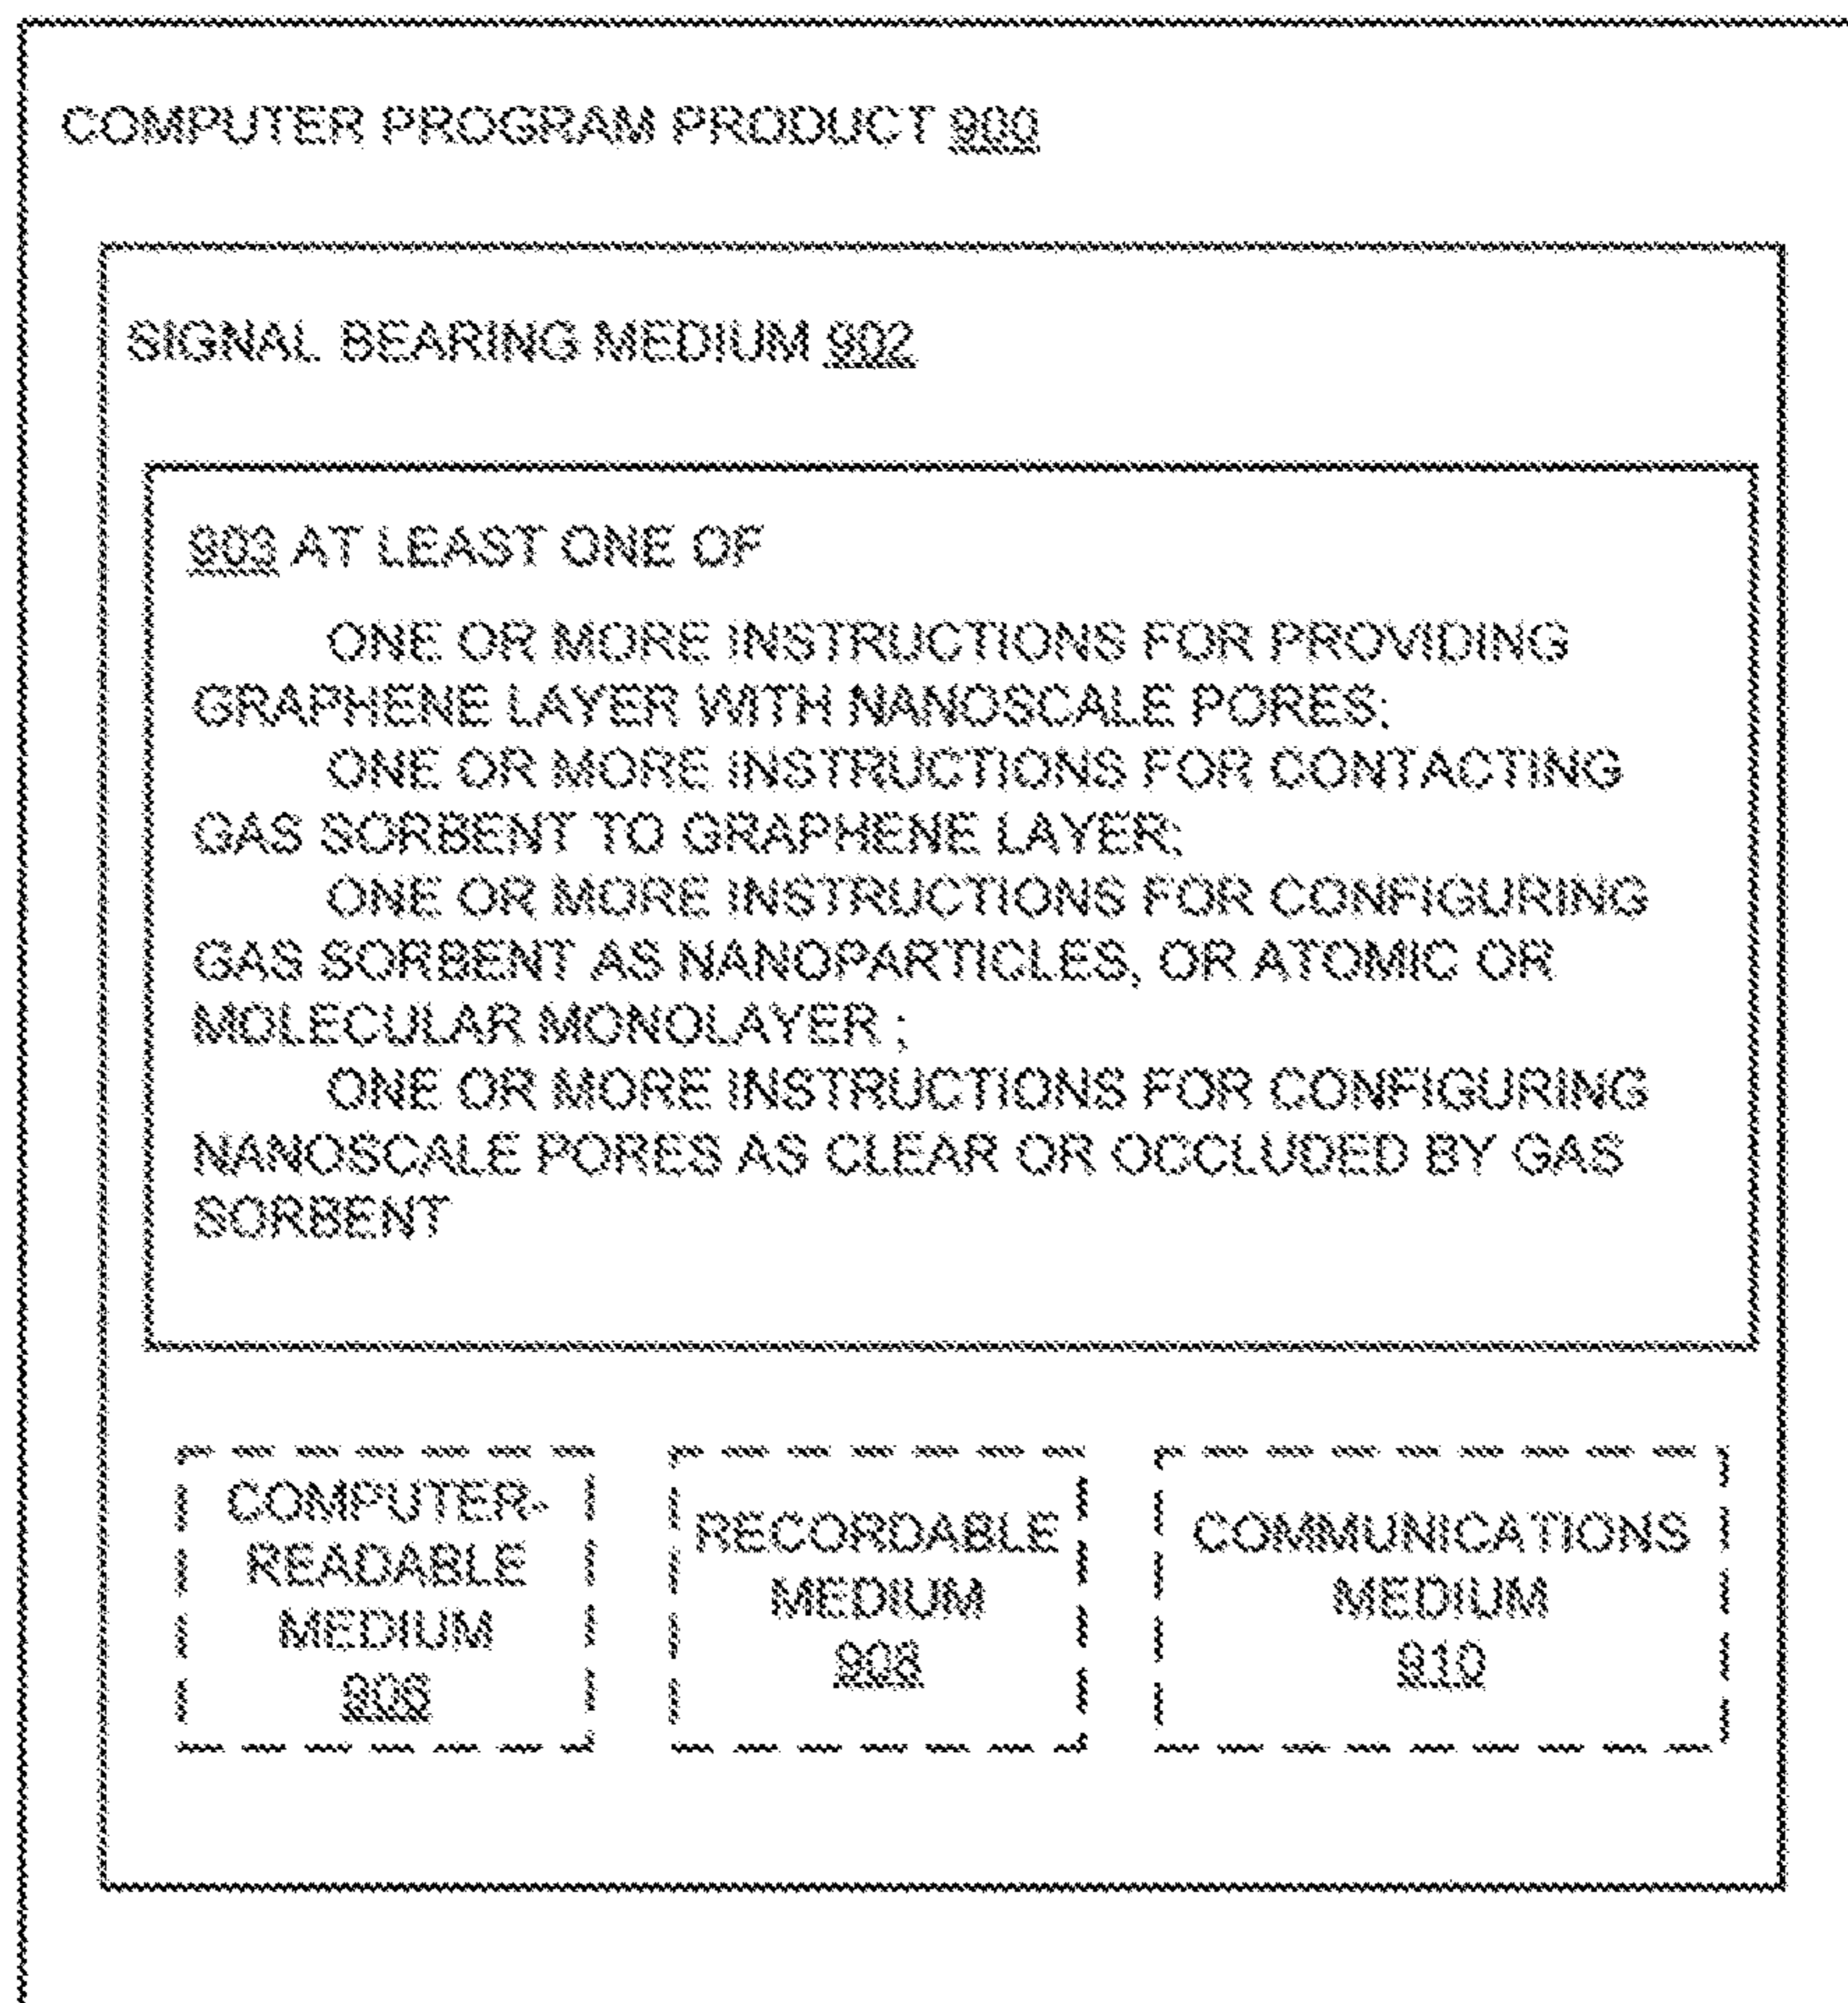 COMPUTER PROGRAM PRODUCT 900
SIGNAL BEARING MEDIUM 902
903 AT LEAST ONE OF
ONE OR MORE INSTRUCTIONS FOR PROVIDING
GRAPHENE LAYER WITH NANOSCALE PORES;
ONE OR MORE INSTRUCTIONS FOR CONTACTING
GAS SORBENT TO GRAPHENE LAYER;
ONE OR MORE INSTRUCTIONS FOR CONFIGURING
GAS SORBENT AS NANOPARTICLES, OR ATOMIC OR
MOLECULAR MONOLAYER ;
ONE OR MORE INSTRUCTIONS FOR CONFIGURING
NANOSCALE PORES AS CLEAR OR OCCLUDED BY GAS
SORBENT
COMPUTER-
READABLE
MEDIUM
906
RECORDABLE
MEDIUM
908
COMMUNICATIONS
MEDIUM
910